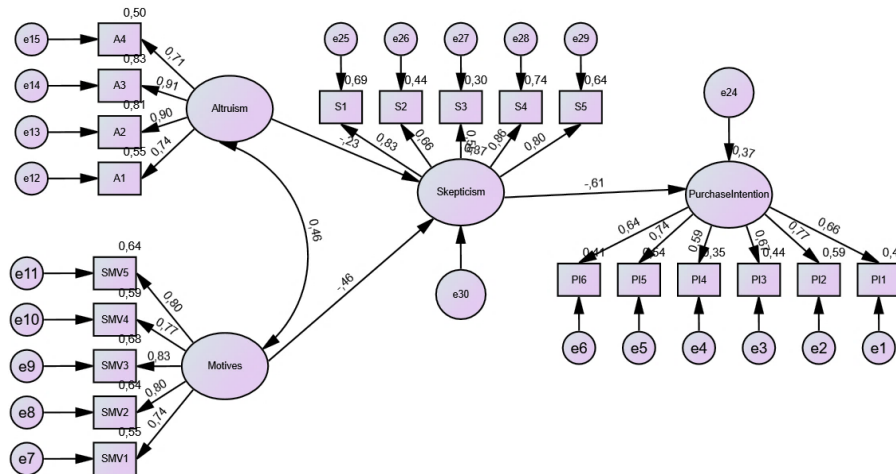 0,50
e15
A4
0,71
0,83
e14
A3
0,91
0,81
e13
A2
0,90
0,55
e12
A1
0,74
Altruism
e25
e26
e27
e28
e29
0,69
0,44
0,30
0,74
0,64
S1
S2
S3
S4
S5
-,23
0,83
0,66
0,37
0,86
0,80
Skepticism
e30
e24
0,37
PurchaseIntention
-,61
0,64
0,74
0,59
0,67
0,77
0,66
0,41
0,54
0,35
0,44
0,59
PI6
PI5
PI4
PI3
PI2
PI1
e6
e5
e4
e3
e2
e1
0,46
-,46
0,64
e11
SMV5
0,80
0,59
e10
SMV4
0,77
0,68
e9
SMV3
0,83
Motives
0,64
e8
SMV2
0,80
0,55
e7
SMV1
0,74